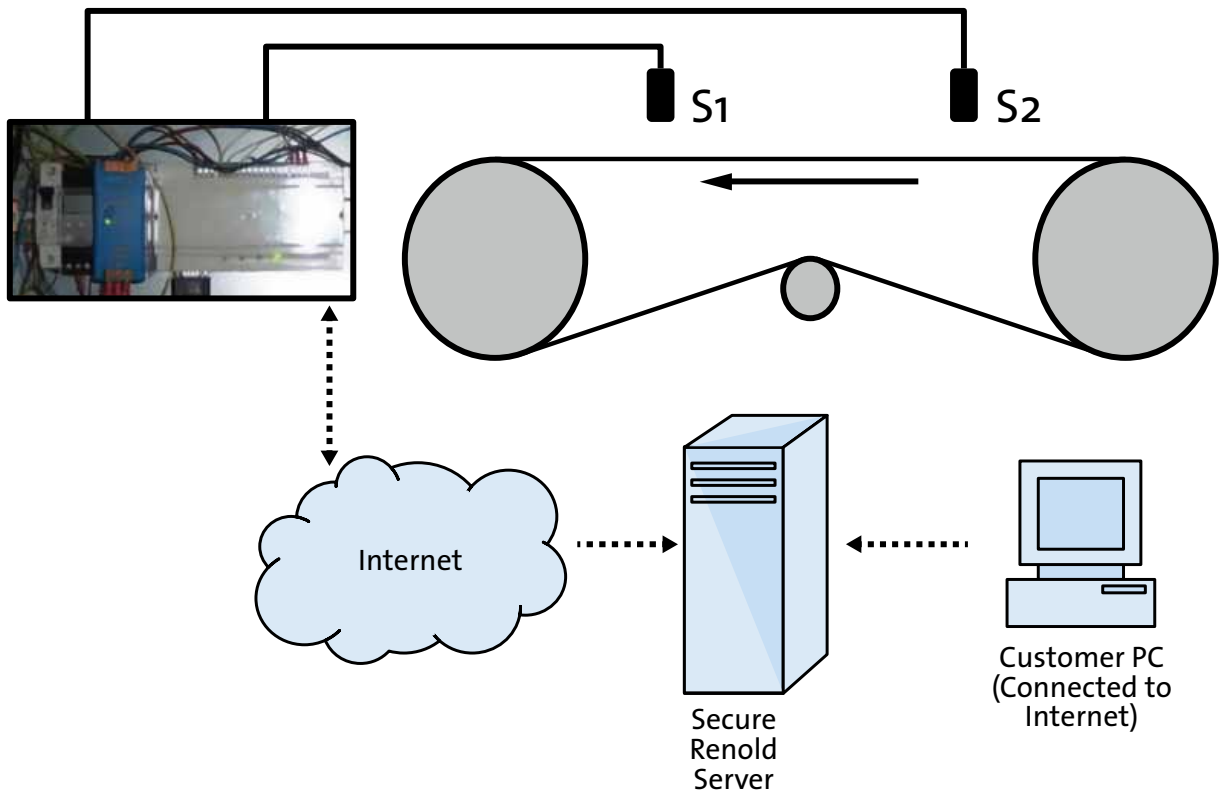 S1
S2
Internet
Secure
Renold
Server
Customer PC
(Connected to
Internet)